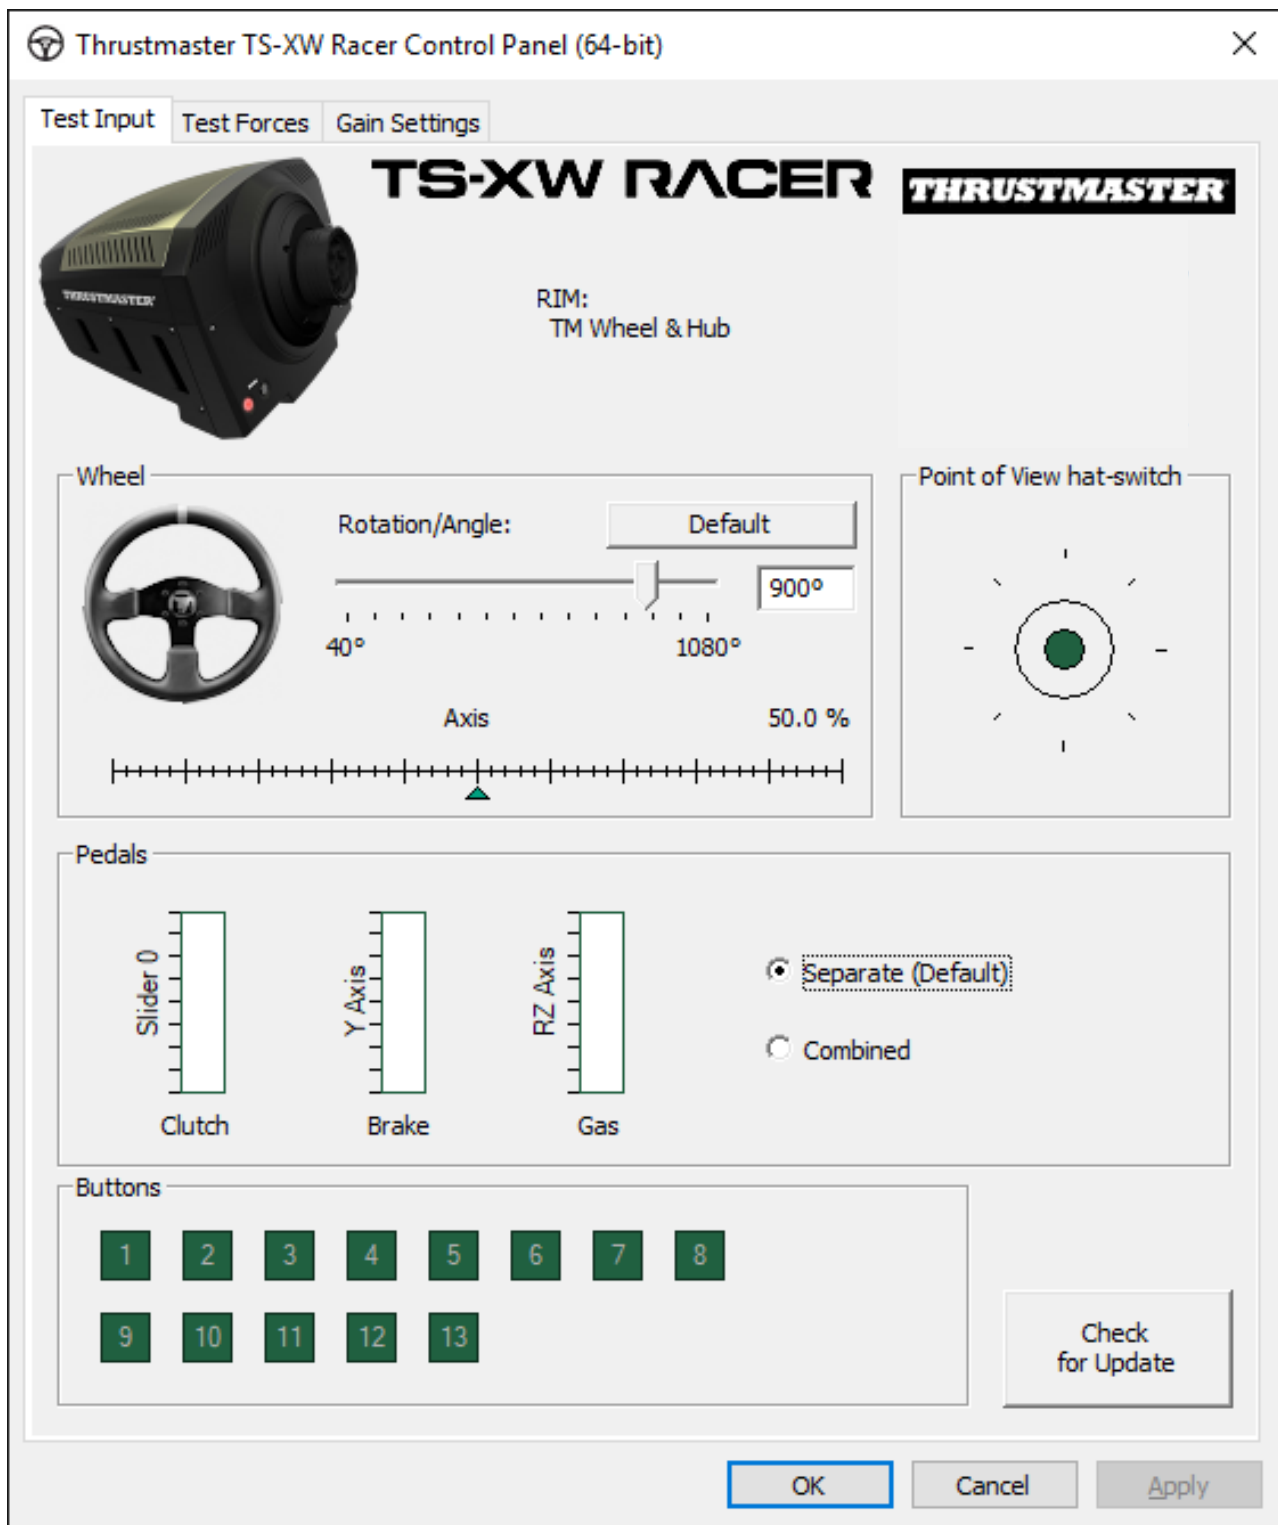 Thrustmaster TS-XW Racer Control Panel (64-bit)
Test Input
Test Forces
Gain Settings
TS-XW RACER
THRUSTMASTER
THRUSTMASTER
RIM:
TM Wheel & Hub
Wheel
Rotation/Angle:
Default
900º
40º
1080º
Axis
50.0 %
Point of View hat-switch
Pedals
Slider 0
Y Axis
RZ Axis
Clutch
Brake
Gas
Separate (Default)
Combined
Buttons
1 2 3 4 5 6 7 8
9 10 11 12 13
Check
for Update
OK
Cancel
Apply